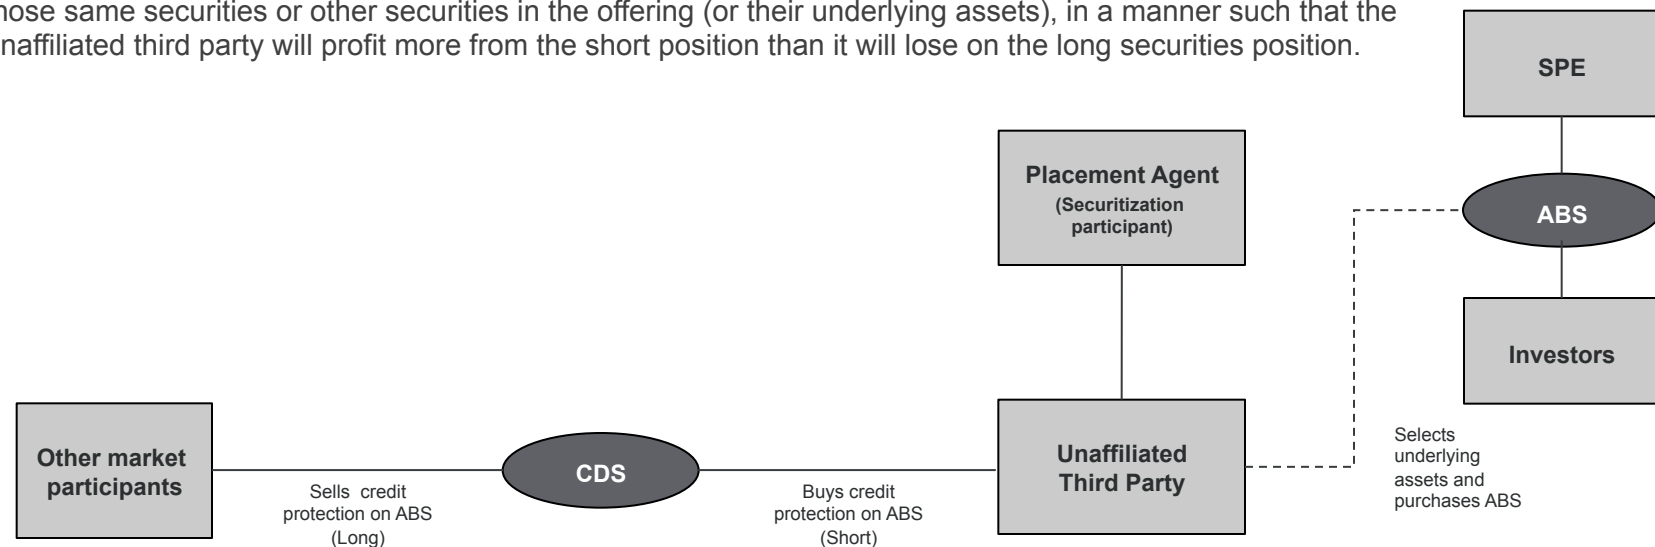 hose same securities or other securities in the offering (or their underlying assets), in a manner such that the
naffiliated third party will profit more from the short position than it will lose on the long securities position.
SPE
Placement Agent
(Securitization
participant)
ABS
Investors
Other market
participants
CDS
Unaffiliated
Third Party
Selects
underlying
assets and
purchases ABS
Sells credit
protection on ABS
(Long)
Buys credit
protection on ABS
(Short)